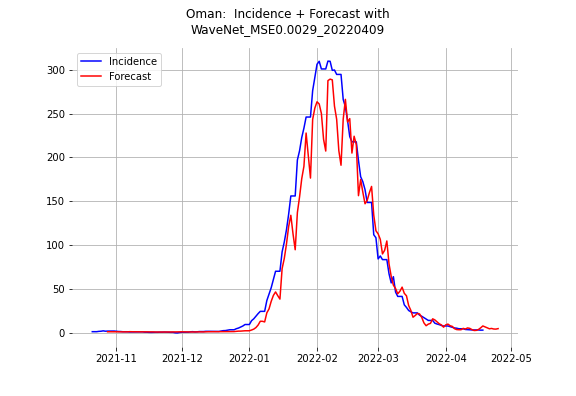 Oman:  Incidence + Forecast with
WaveNet_MSE0.0029_20220409
Incidence
Forecast
300
250
200
150
100
50
0
2021-11 2021-12 2022-01 2022-02 2022-03 2022-04 2022-05